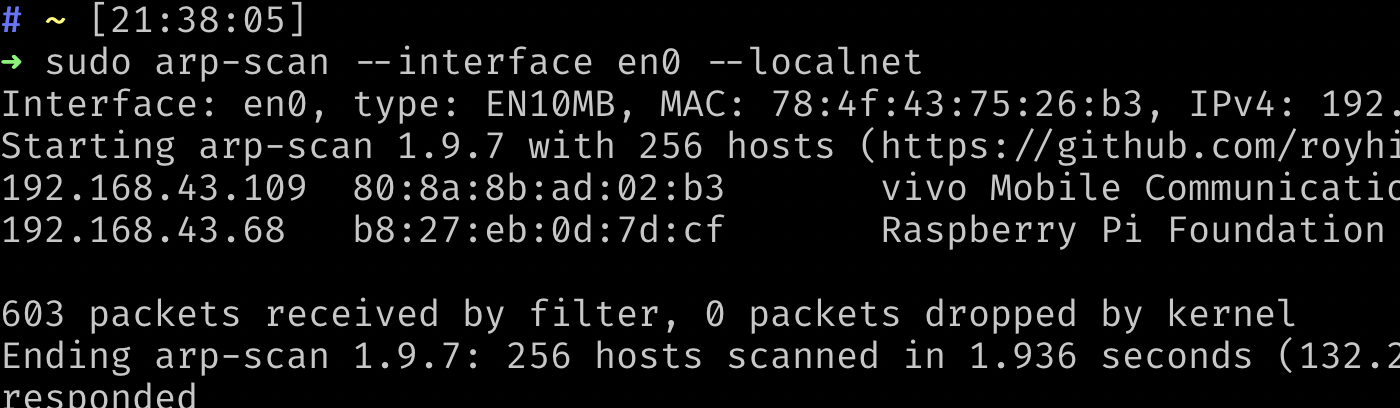 # ~ [21:38:05]
➜ sudo arp-scan --interface en0 --localnet
Interface: en0, type: EN10MB, MAC: 78:4f:43:75:26:b3, IPv4: 192.
Starting arp-scan 1.9.7 with 256 hosts (https://github.com/royhi
192.168.43.109 80:8a:8b:ad:02:b3 vivo Mobile Communicatio
192.168.43.68 b8:27:eb:0d:7d:cf Raspberry Pi Foundation
603 packets received by filter, 0 packets dropped by kernel
Ending arp-scan 1.9.7: 256 hosts scanned in 1.936 seconds (132.2
responded